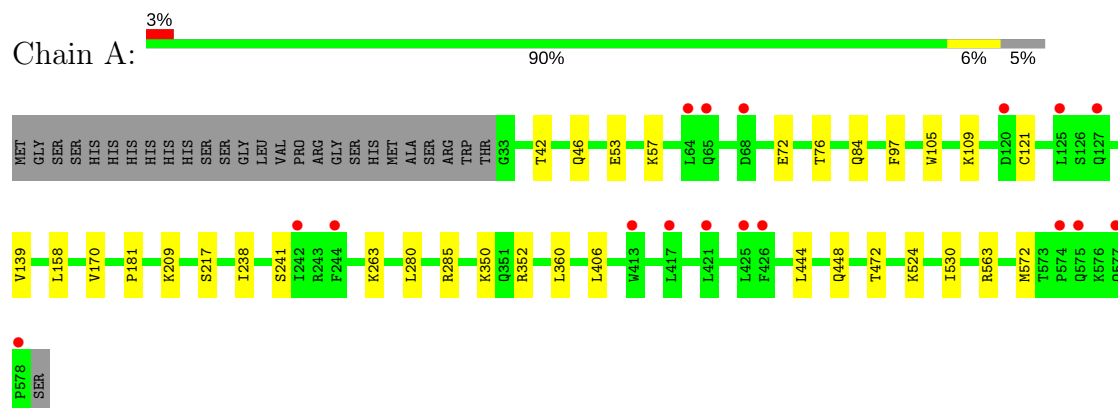 3%
Chain A:
90% 6% 5%
MET GLY SER SER HIS HIS HIS HIS HIS HIS SER SER GLY LEU VAL PRO ARG GLY SER HIS MET ALA SER ARG TRP THR G33 T42 Q46 E53 K57 L64 Q65 D68 E72 T76 Q84 F97 W105 K109 D120 C121 L125 S126 Q127
V139 L158 V170 P181 K209 S217 I238 S241 I242 R243 F244 K263 L280 R285 K350 Q351 R352 L360 L406 W413 L417 L421 L425 F426 L444 Q448 T472 K524 I530 R563 M572 T573 P574 Q575 K576
P578 SER